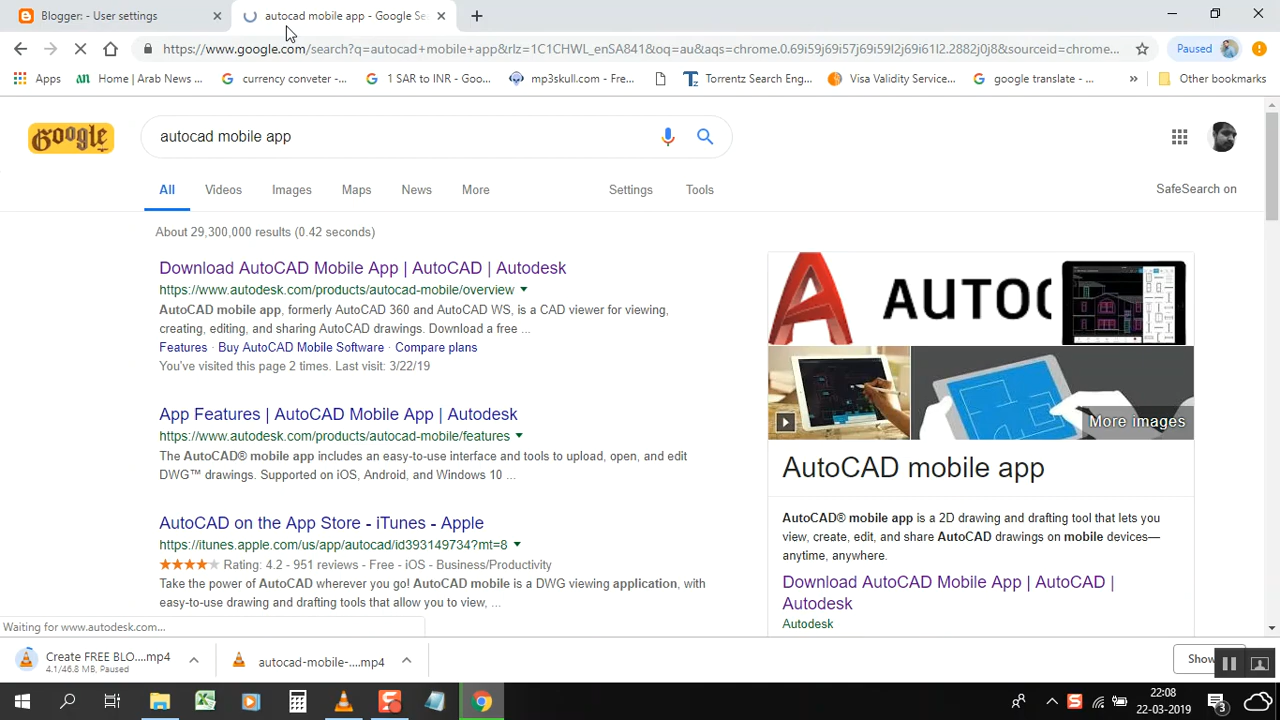 Blogger: - User settings
autocad mobile app - Google Se
https://www.google.com/search?q=autocad+mobile+app&rlz=1C1CHWL_enSA841&oq=au&aqs=chrome.0.69i59j69i57j69i59l2j69i61l2.2882j0j8&sourceid=chrome...
Paused
Apps
Home | Arab News ...
currency conveter -...
1 SAR to INR - Goo...
mp3skull.com - Fre...
Torrentz Search Eng...
Visa Validity Service...
google translate - ...
Other bookmarks
Google
autocad mobile app
All
Videos
Images
Maps
News
More
Settings
Tools
SafeSearch on
About 29,300,000 results (0.42 seconds)
Download AutoCAD Mobile App | AutoCAD | Autodesk
https://www.autodesk.com/products/autocad-mobile/overview
AutoCAD mobile app, formerly AutoCAD 360 and AutoCAD WS, is a CAD viewer for viewing,
creating, editing, and sharing AutoCAD drawings. Download a free ...
Features · Buy AutoCAD Mobile Software · Compare plans
You've visited this page 2 times. Last visit: 3/22/19
App Features | AutoCAD Mobile App | Autodesk
https://www.autodesk.com/products/autocad-mobile/features
The AutoCAD® mobile app includes an easy-to-use interface and tools to upload, open, and edit
DWG™ drawings. Supported on iOS, Android, and Windows 10 ...
AutoCAD on the App Store - iTunes - Apple
https://itunes.apple.com/us/app/autocad/id393149734?mt=8
Rating: 4.2 - 951 reviews - Free - iOS - Business/Productivity
Take the power of AutoCAD wherever you go! AutoCAD mobile is a DWG viewing application, with
easy-to-use drawing and drafting tools that allow you to view, ...
AUTOC
More images
AutoCAD mobile app
AutoCAD® mobile app is a 2D drawing and drafting tool that lets you
view, create, edit, and share AutoCAD drawings on mobile devices—
anytime, anywhere.
Download AutoCAD Mobile App | AutoCAD |
Autodesk
Autodesk
Waiting for www.autodesk.com...
Create FREE BLO....mp4
4.1/46.8 MB, Paused
autocad-mobile-....mp4
Show
22:08
22-03-2019
3